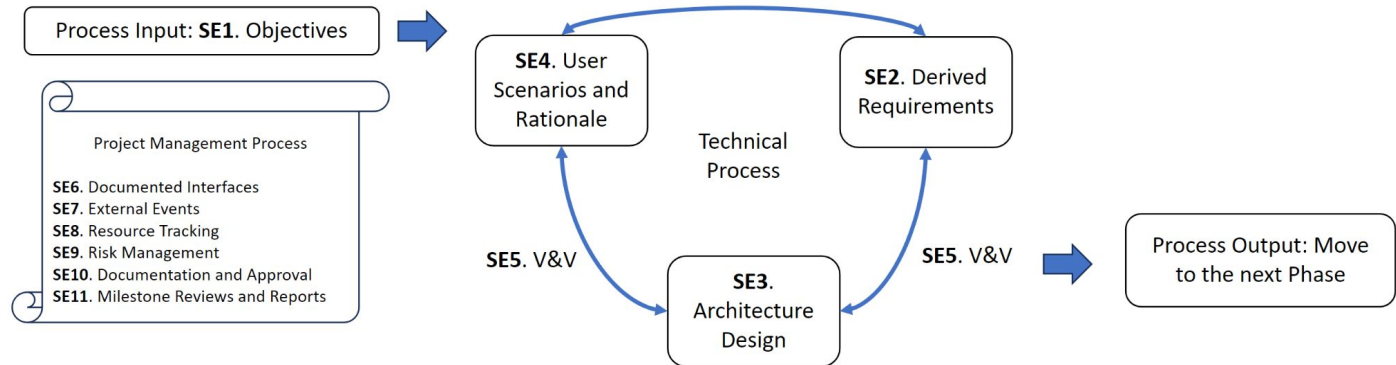 Process Input: SE1. Objectives
Project Management Process
SE6. Documented Interfaces
SE7. External Events
SE8. Resource Tracking
SE9. Risk Management
SE10. Documentation and Approval
SE11. Milestone Reviews and Reports
SE4. User
Scenarios and
Rationale
SE2. Derived
Requirements
Technical
Process
SE5. V&V
SE3.
Architecture
Design
SE5. V&V
Process Output: Move
to the next Phase